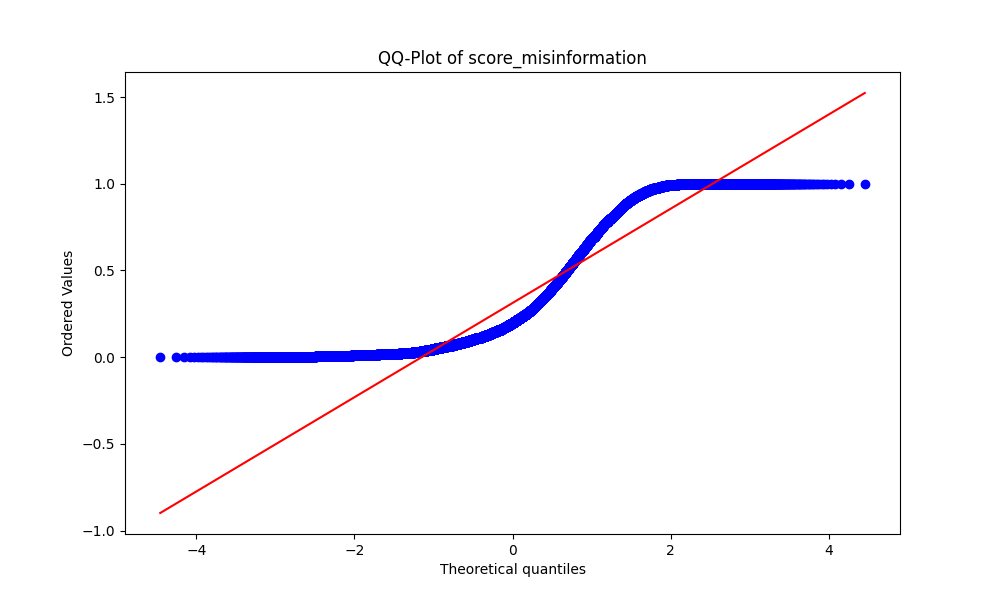 QQ-Plot of score_misinformation
1.5
1.0
0.5
0.0
−0.5
−1.0
Ordered Values
−4 −2 0 2 4
Theoretical quantiles